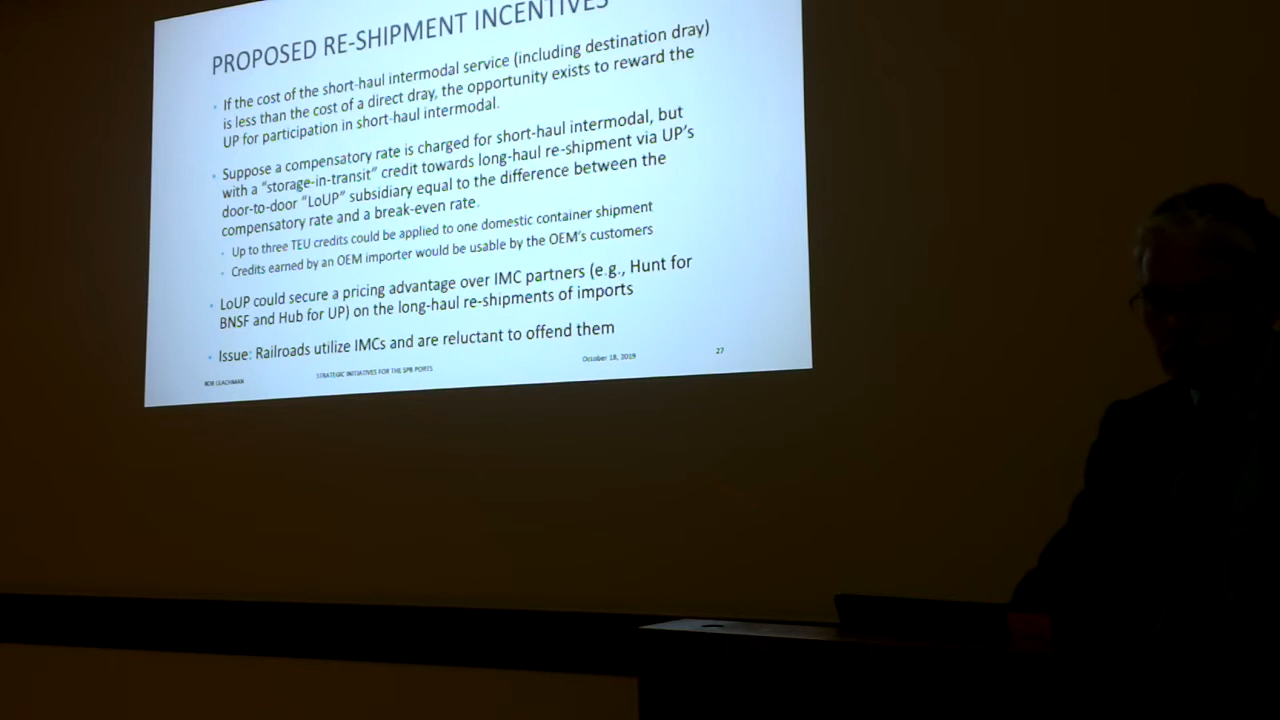 PROPOSED RE-SHIPMENT INCENTIVES
If the cost of the short-haul intermodal service (including destination dray)
is less than the cost of a direct dray, the opportunity exists to reward the
UP for participation in short-haul intermodal.
Suppose a compensatory rate is charged for short-haul intermodal, but
with a "storage-in-transit" credit towards long-haul re-shipment via UP's
door-to-door "LoUP" subsidiary equal to the difference between the
compensatory rate and a break-even rate.
Up to three TEU credits could be applied to one domestic container shipment
Credits earned by an OEM importer would be usable by the OEM's customers
LoUP could secure a pricing advantage over IMC partners (e.g., Hunt for
BNSF and Hub for UP) on the long-haul re-shipments of imports
Issue: Railroads utilize IMCs and are reluctant to offend them
BOB LEACHMAN
STRATEGIC INITIATIVES FOR THE SPB PORTS
October 18, 2019
27